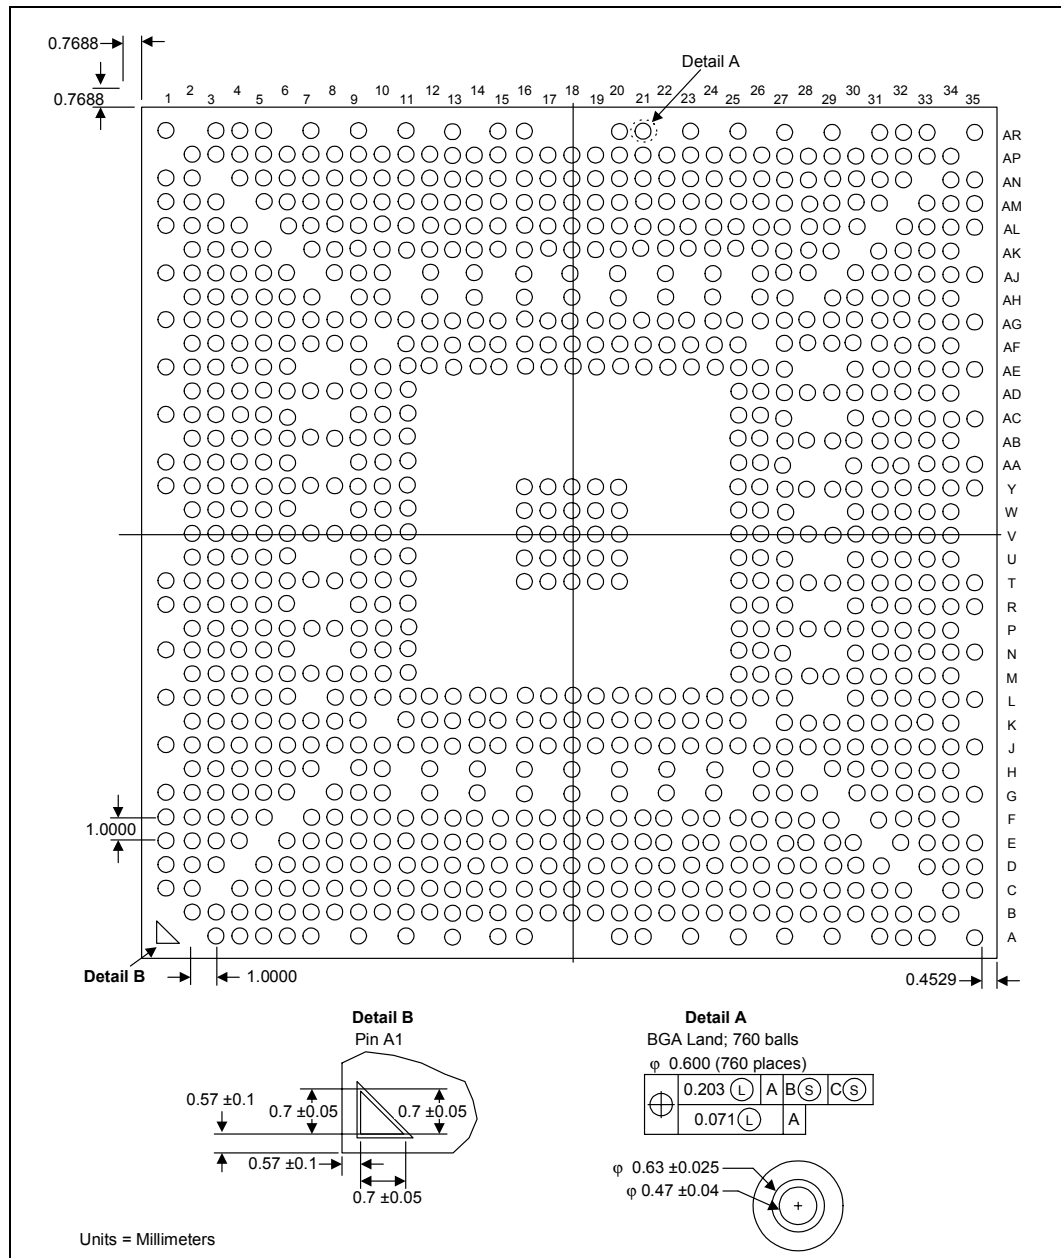 0.7688
Detail A
0.7688
1 2 3 4 5 6 7 8 9 10 11 12 13 14 15 16 17 18 19 20 21 22 23 24 25 26 27 28 29 30 31 32 33 34 35
AR
AP
AN
AM
AL
AK
AJ
AH
AG
AF
AE
AD
AC
AB
AA
Y
W
V
U
T
R
P
N
M
L
K
J
H
G
1.0000
F
E
D
C
B
A
Detail B
1.0000
0.4529
Detail B
Pin A1
0.57 ±0.1
0.7 ±0.05
0.7 ±0.05
0.57 ±0.1
0.7 ±0.05
Detail A
BGA Land; 760 balls
φ 0.600 (760 places)
0.203 Ⓛ A B Ⓢ C Ⓢ
0.071 Ⓛ A
φ 0.63 ±0.025
φ 0.47 ±0.04
Units = Millimeters